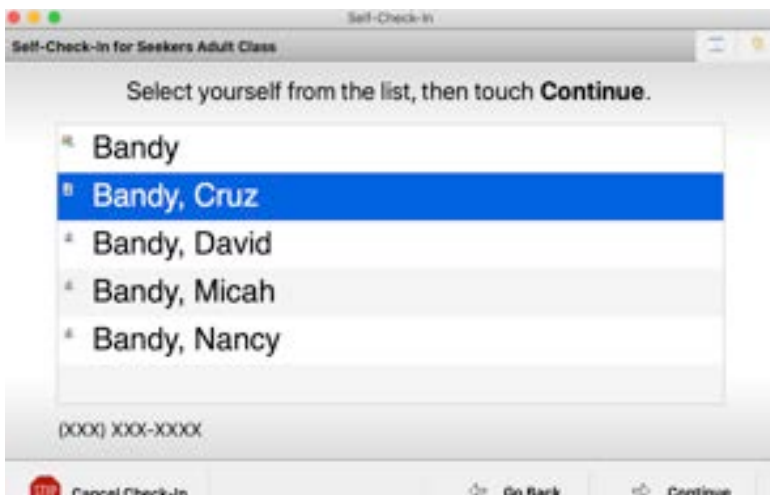 Self-Check-In
Self-Check-In for Seekers Adult Class
Select yourself from the list, then touch Continue.
Bandy
Bandy, Cruz
Bandy, David
Bandy, Micah
Bandy, Nancy
(XXX) XXX-XXXX
STOP Cancel Check-In Go Back Continue